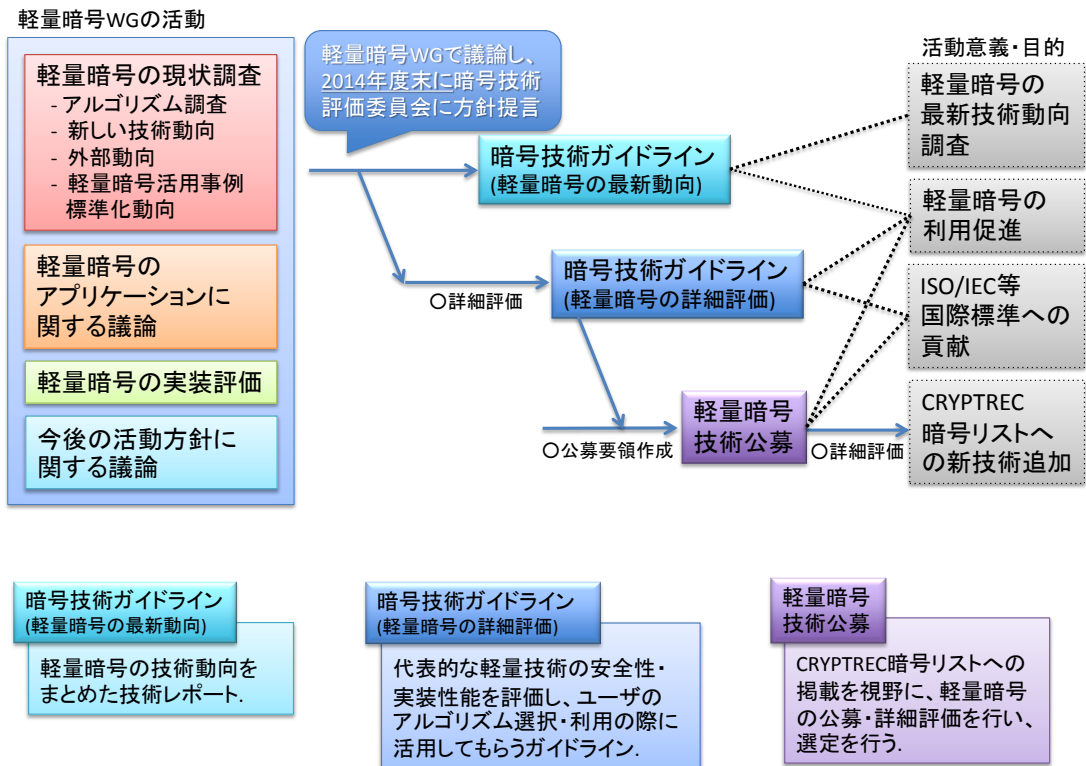 軽量暗号WGの活動
軽量暗号の現状調査
- アルゴリズム調査
- 新しい技術動向
- 外部動向
- 軽量暗号活用事例
標準化動向
軽量暗号の
アプリケーションに
関する議論
軽量暗号の実装評価
今後の活動方針に
関する議論
軽量暗号WGで議論し、
2014年度末に暗号技術
評価委員会に方針提言
暗号技術ガイドライン
(軽量暗号の最新動向)
〇詳細評価
暗号技術ガイドライン
(軽量暗号の詳細評価)
〇公募要領作成
軽量暗号
技術公募
〇詳細評価
活動意義・目的
軽量暗号の
最新技術動向
調査
軽量暗号の
利用促進
ISO/IEC等
国際標準への
貢献
CRYPTREC
暗号リストへ
の新技術追加
暗号技術ガイドライン
(軽量暗号の最新動向)
軽量暗号の技術動向を
まとめた技術レポート.
暗号技術ガイドライン
(軽量暗号の詳細評価)
代表的な軽量技術の安全性・
実装性能を評価し、ユーザの
アルゴリズム選択・利用の際に
活用してもらうガイドライン.
軽量暗号
技術公募
CRYPTREC暗号リストへの
掲載を視野に、軽量暗号
の公募・詳細評価を行い、
選定を行う.